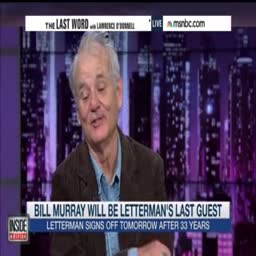 THE LAST WORD WITH LAWRENCE O'DONNELL
LIVE
msnbc.com
BILL MURRAY WILL BE LETTERMAN'S LAST GUEST
LETTERMAN SIGNS OFF TOMORROW AFTER 33 YEARS
INSIDE